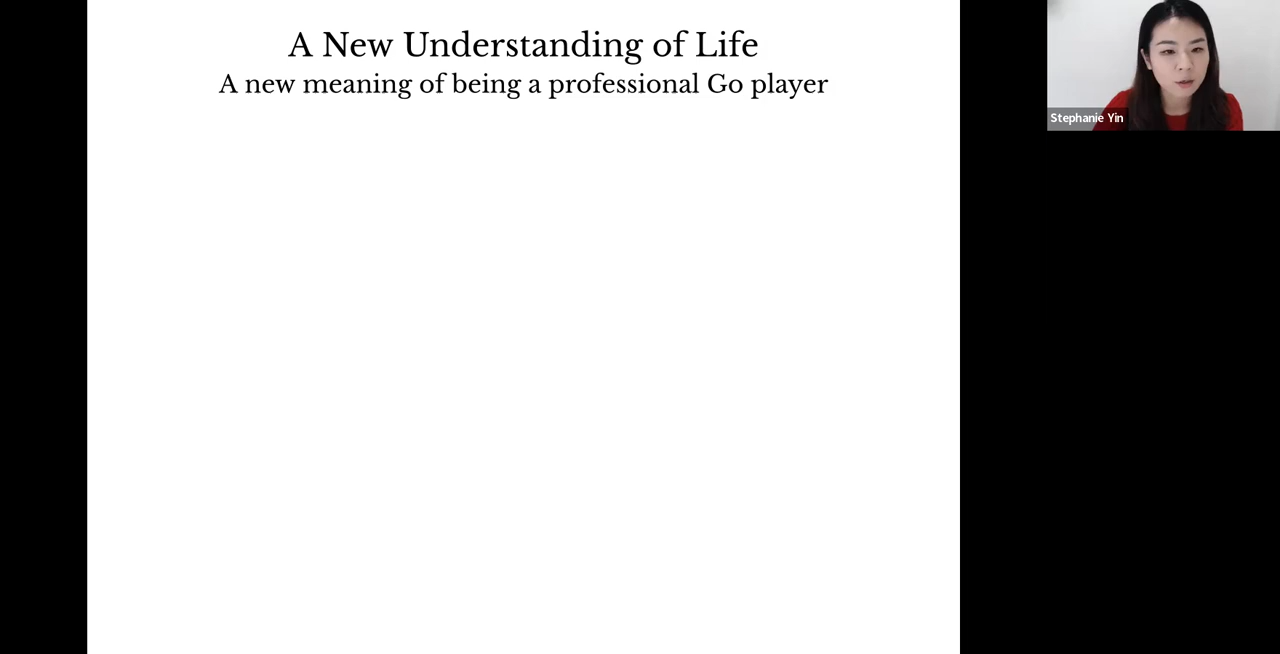 A New Understanding of Life
A new meaning of being a professional Go player
Stephanie Yin